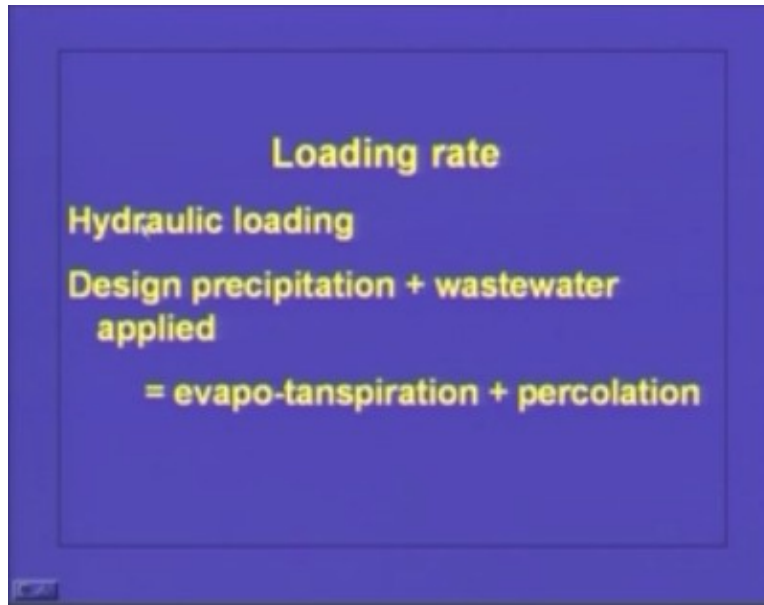 Loading rate
Hydraulic loading
Design precipitation + wastewater
applied
= evapo-tanspiration + percolation